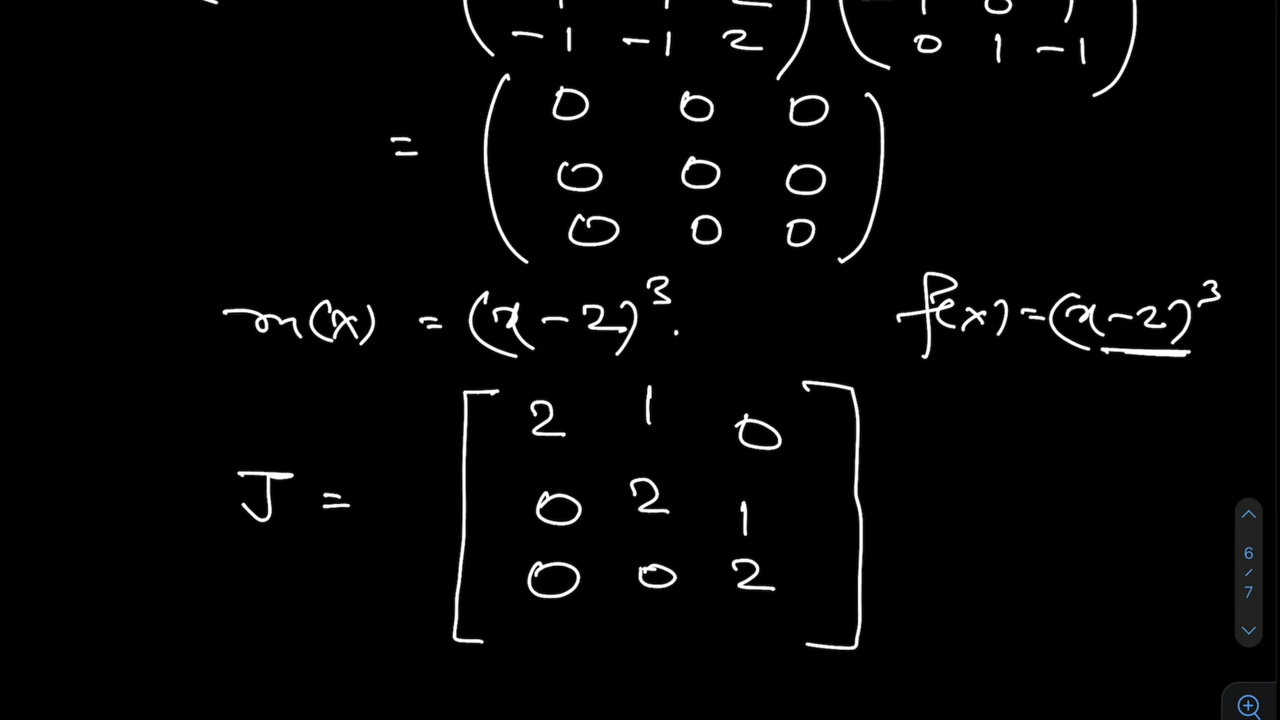 -1 -1 2 0 1 -1
0 0 0
= 0 0 0
0 0 0
m(x) = (x-2)^3. f(x) = (x-2)^3
2 1 0
J = 0 2 1
0 0 2
6
/
7